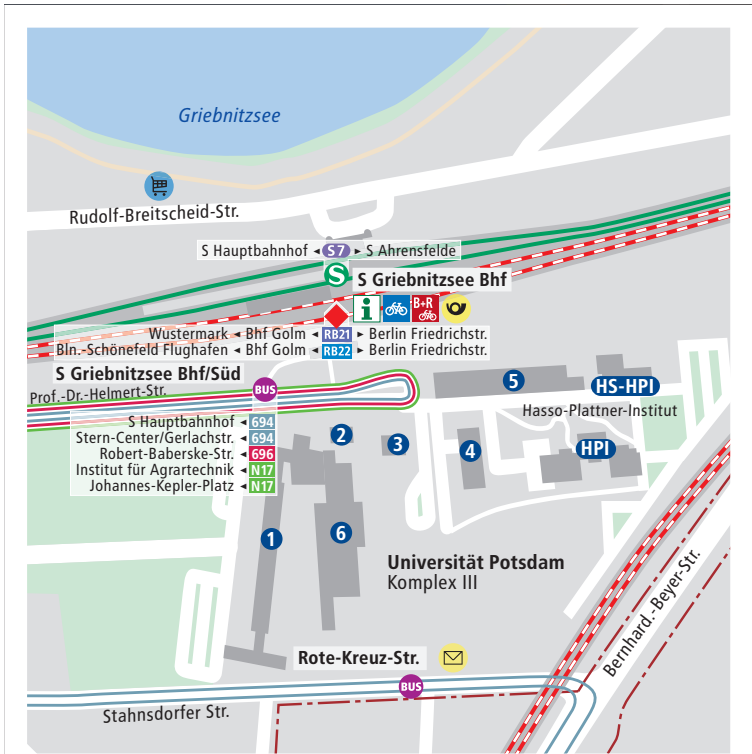 Griebnitzsee
Rudolf-Breitscheid-Str.
S Hauptbahnhof ◂ S7 ▸ S Ahrensfelde
S
S Griebnitzsee Bhf
i
B+R
Wustermark ◂ Bhf Golm ◂ RB21 ▸ Berlin Friedrichstr.
Bln.-Schönefeld Flughafen ◂ Bhf Golm ◂ RB22 ▸ Berlin Friedrichstr.
S Griebnitzsee Bhf/Süd
BUS
Prof.-Dr.-Helmert-Str.
5
HS-HPI
Hasso-Plattner-Institut
S Hauptbahnhof ◂ 694
Stern-Center/Gerlachstr. ◂ 694
Robert-Baberske-Str. ◂ 696
Institut für Agrartechnik ◂ N17
Johannes-Kepler-Platz ◂ N17
2
3
4
HPI
1
6
Universität Potsdam
Komplex III
Bernhard.-Beyer-Str.
Rote-Kreuz-Str.
BUS
Stahnsdorfer Str.